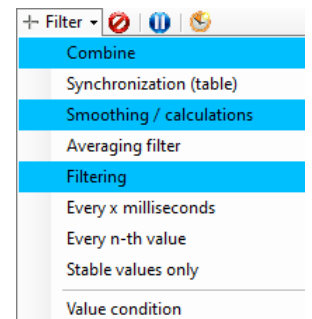 Filter
Combine
Synchronization (table)
Smoothing / calculations
Averaging filter
Filtering
Every x milliseconds
Every n-th value
Stable values only
Value condition